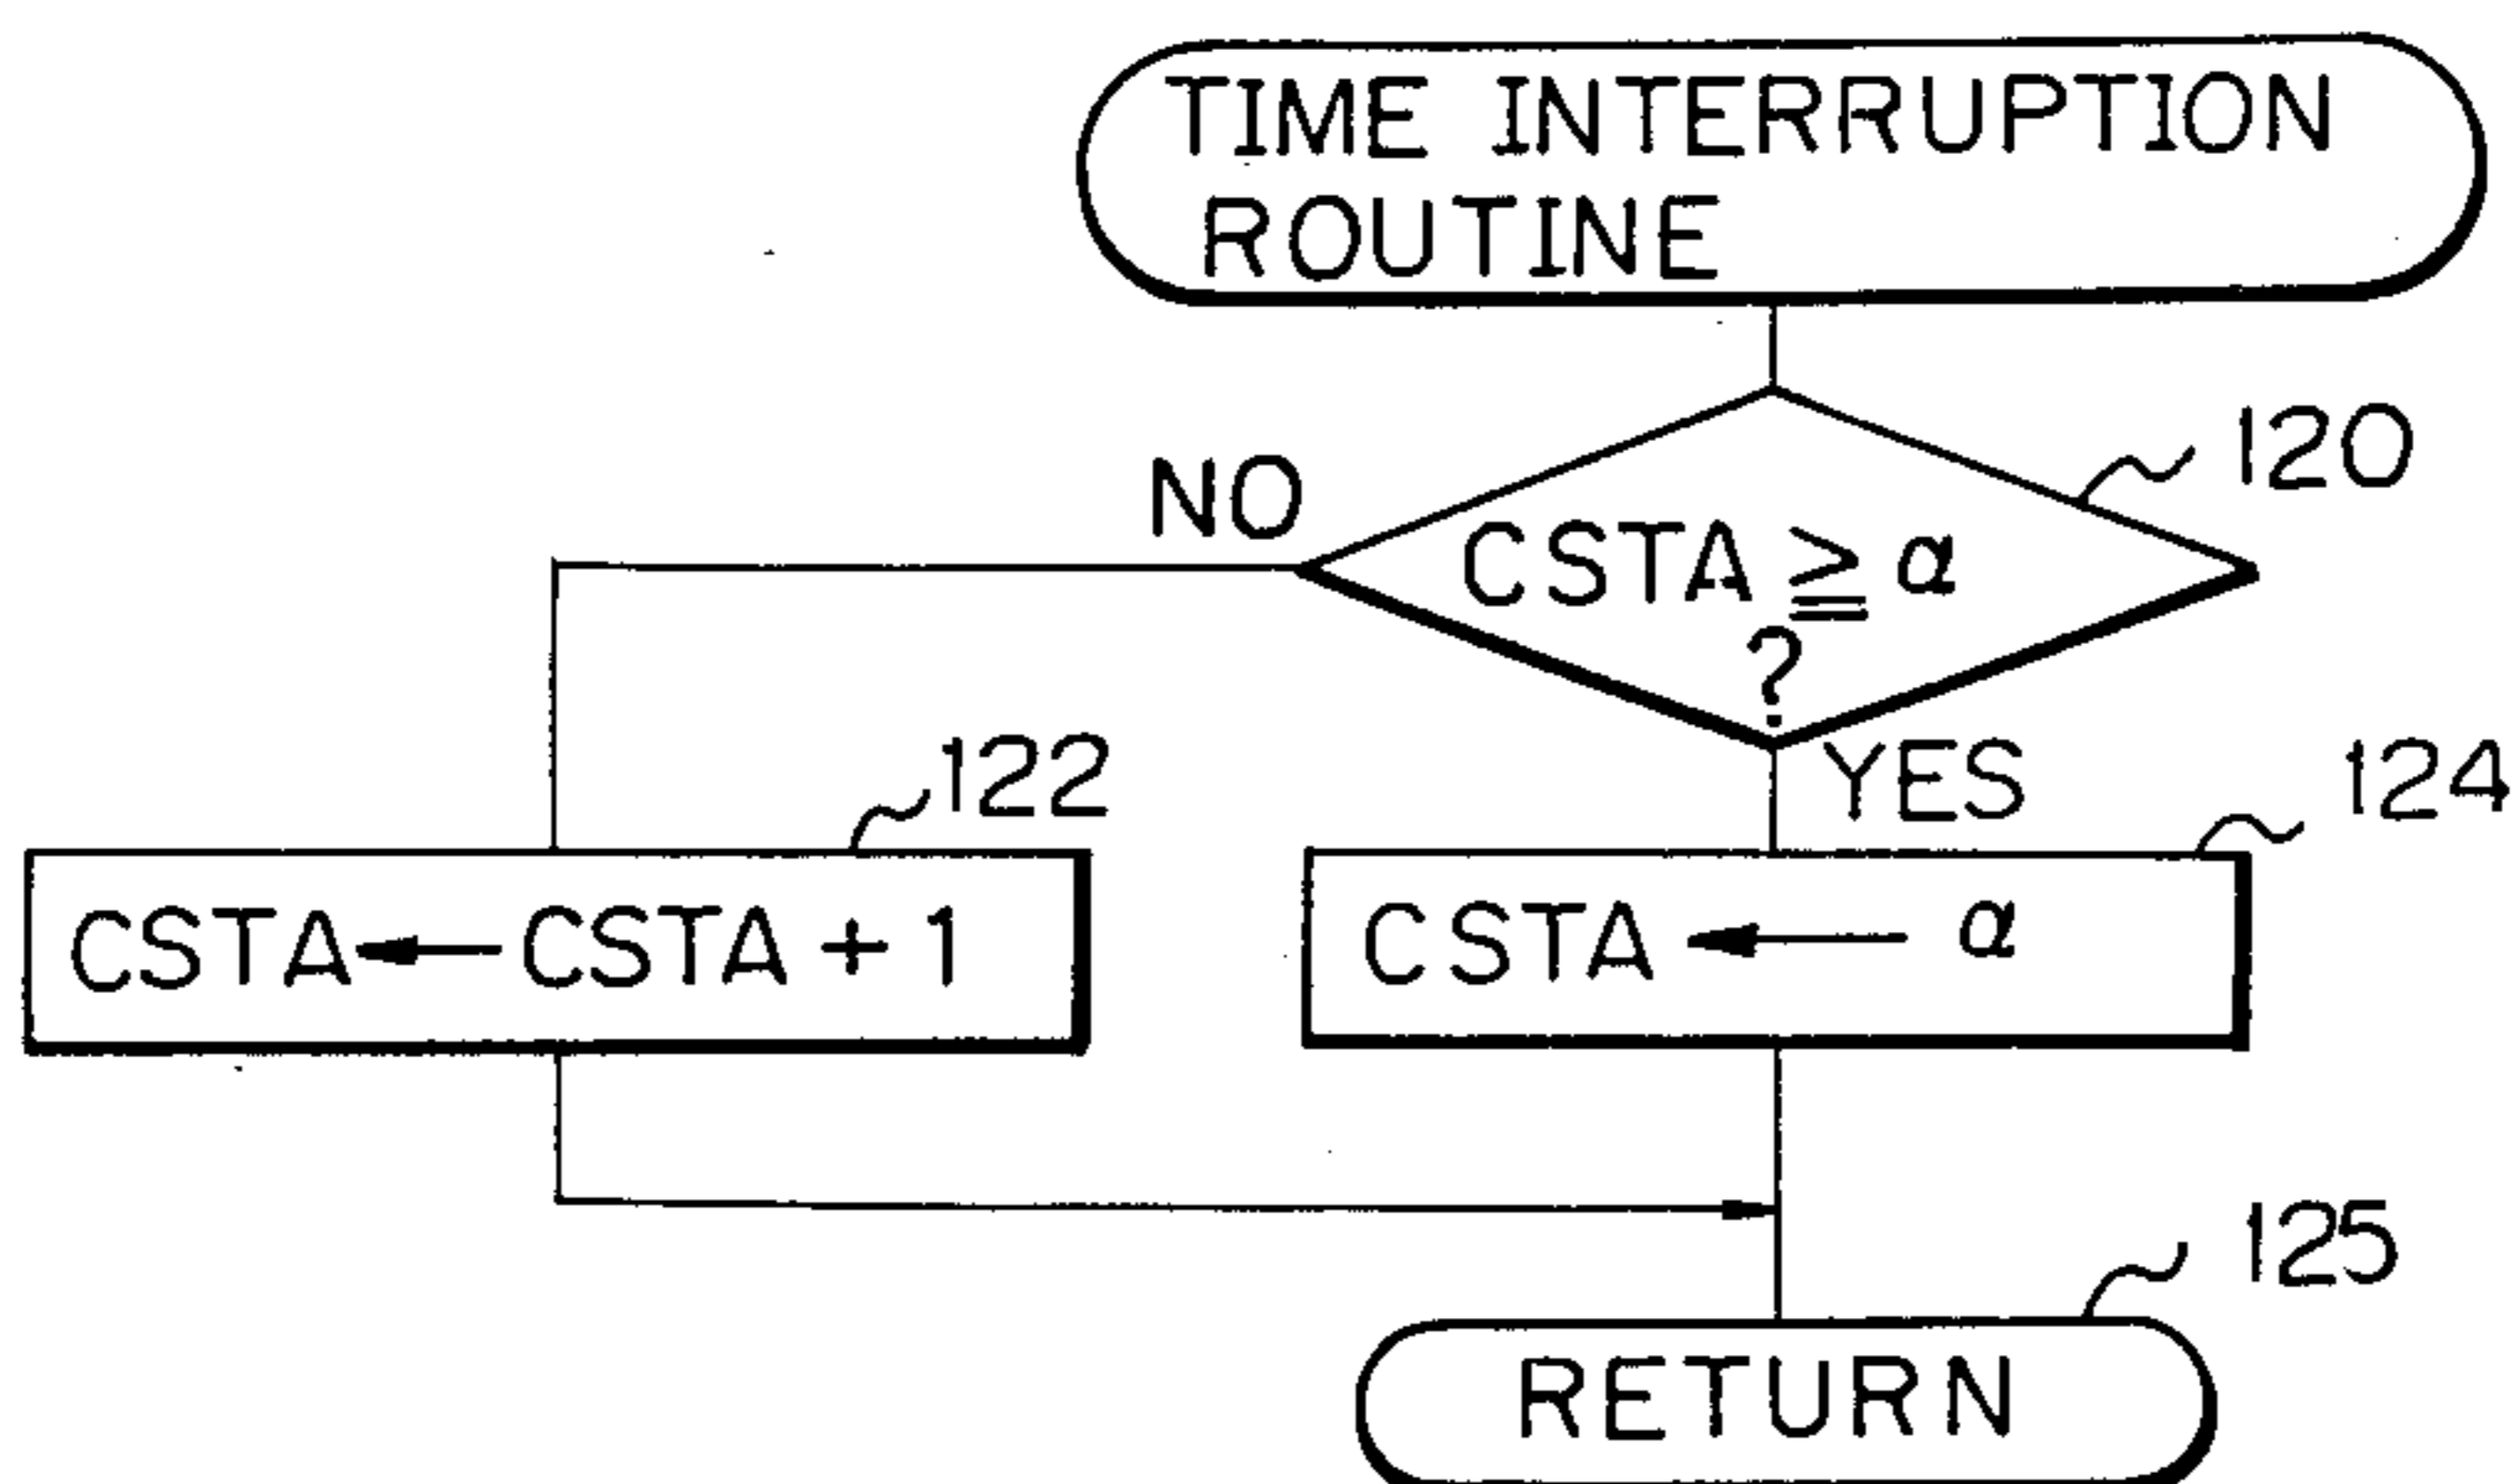 TIME INTERRUPTION
ROUTINE
120
NO
CSTA ≧ α
?
YES
122
124
CSTA ← CSTA + 1
CSTA ← α
125
RETURN